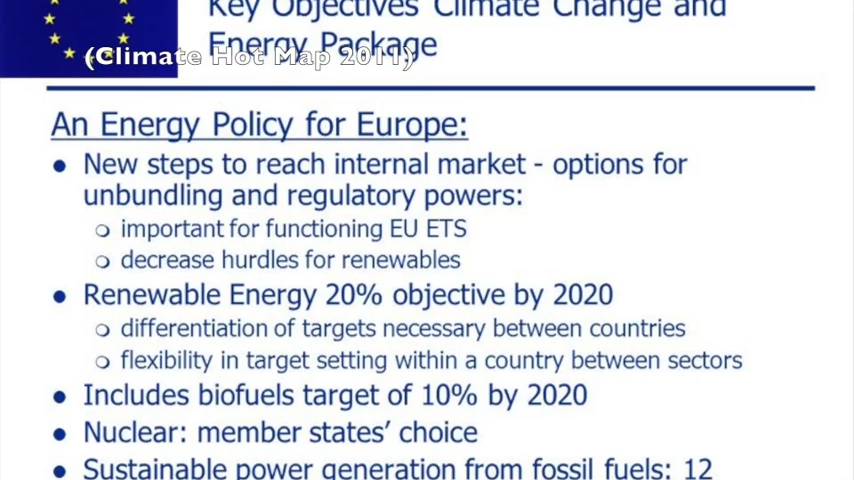 Key Objectives Climate Change and
Energy Package
(Climate Hot Map 2011)
An Energy Policy for Europe:
● New steps to reach internal market - options for
unbundling and regulatory powers:
❍ important for functioning EU ETS
❍ decrease hurdles for renewables
● Renewable Energy 20% objective by 2020
❍ differentiation of targets necessary between countries
❍ flexibility in target setting within a country between sectors
● Includes biofuels target of 10% by 2020
● Nuclear: member states’ choice
● Sustainable power generation from fossil fuels: 12